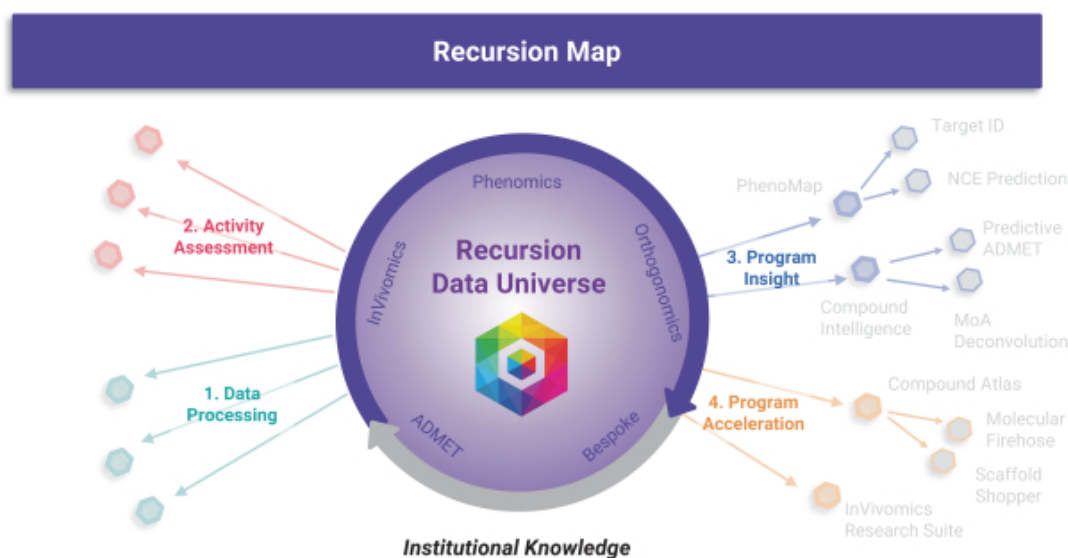 Recursion Map
Target ID
PhenoMap
NCE Prediction
Phenomics
2. Activity
Assessment
InVivomics
Recursion
Data Universe
Orthogonomics
3. Program
Insight
Predictive
ADMET
Compound
Intelligence
MoA
Deconvolution
1. Data
Processing
ADMET
Bespoke
4. Program
Acceleration
Compound Atlas
Molecular
Firehose
Scaffold
Shopper
InVivomics
Research Suite
Institutional Knowledge